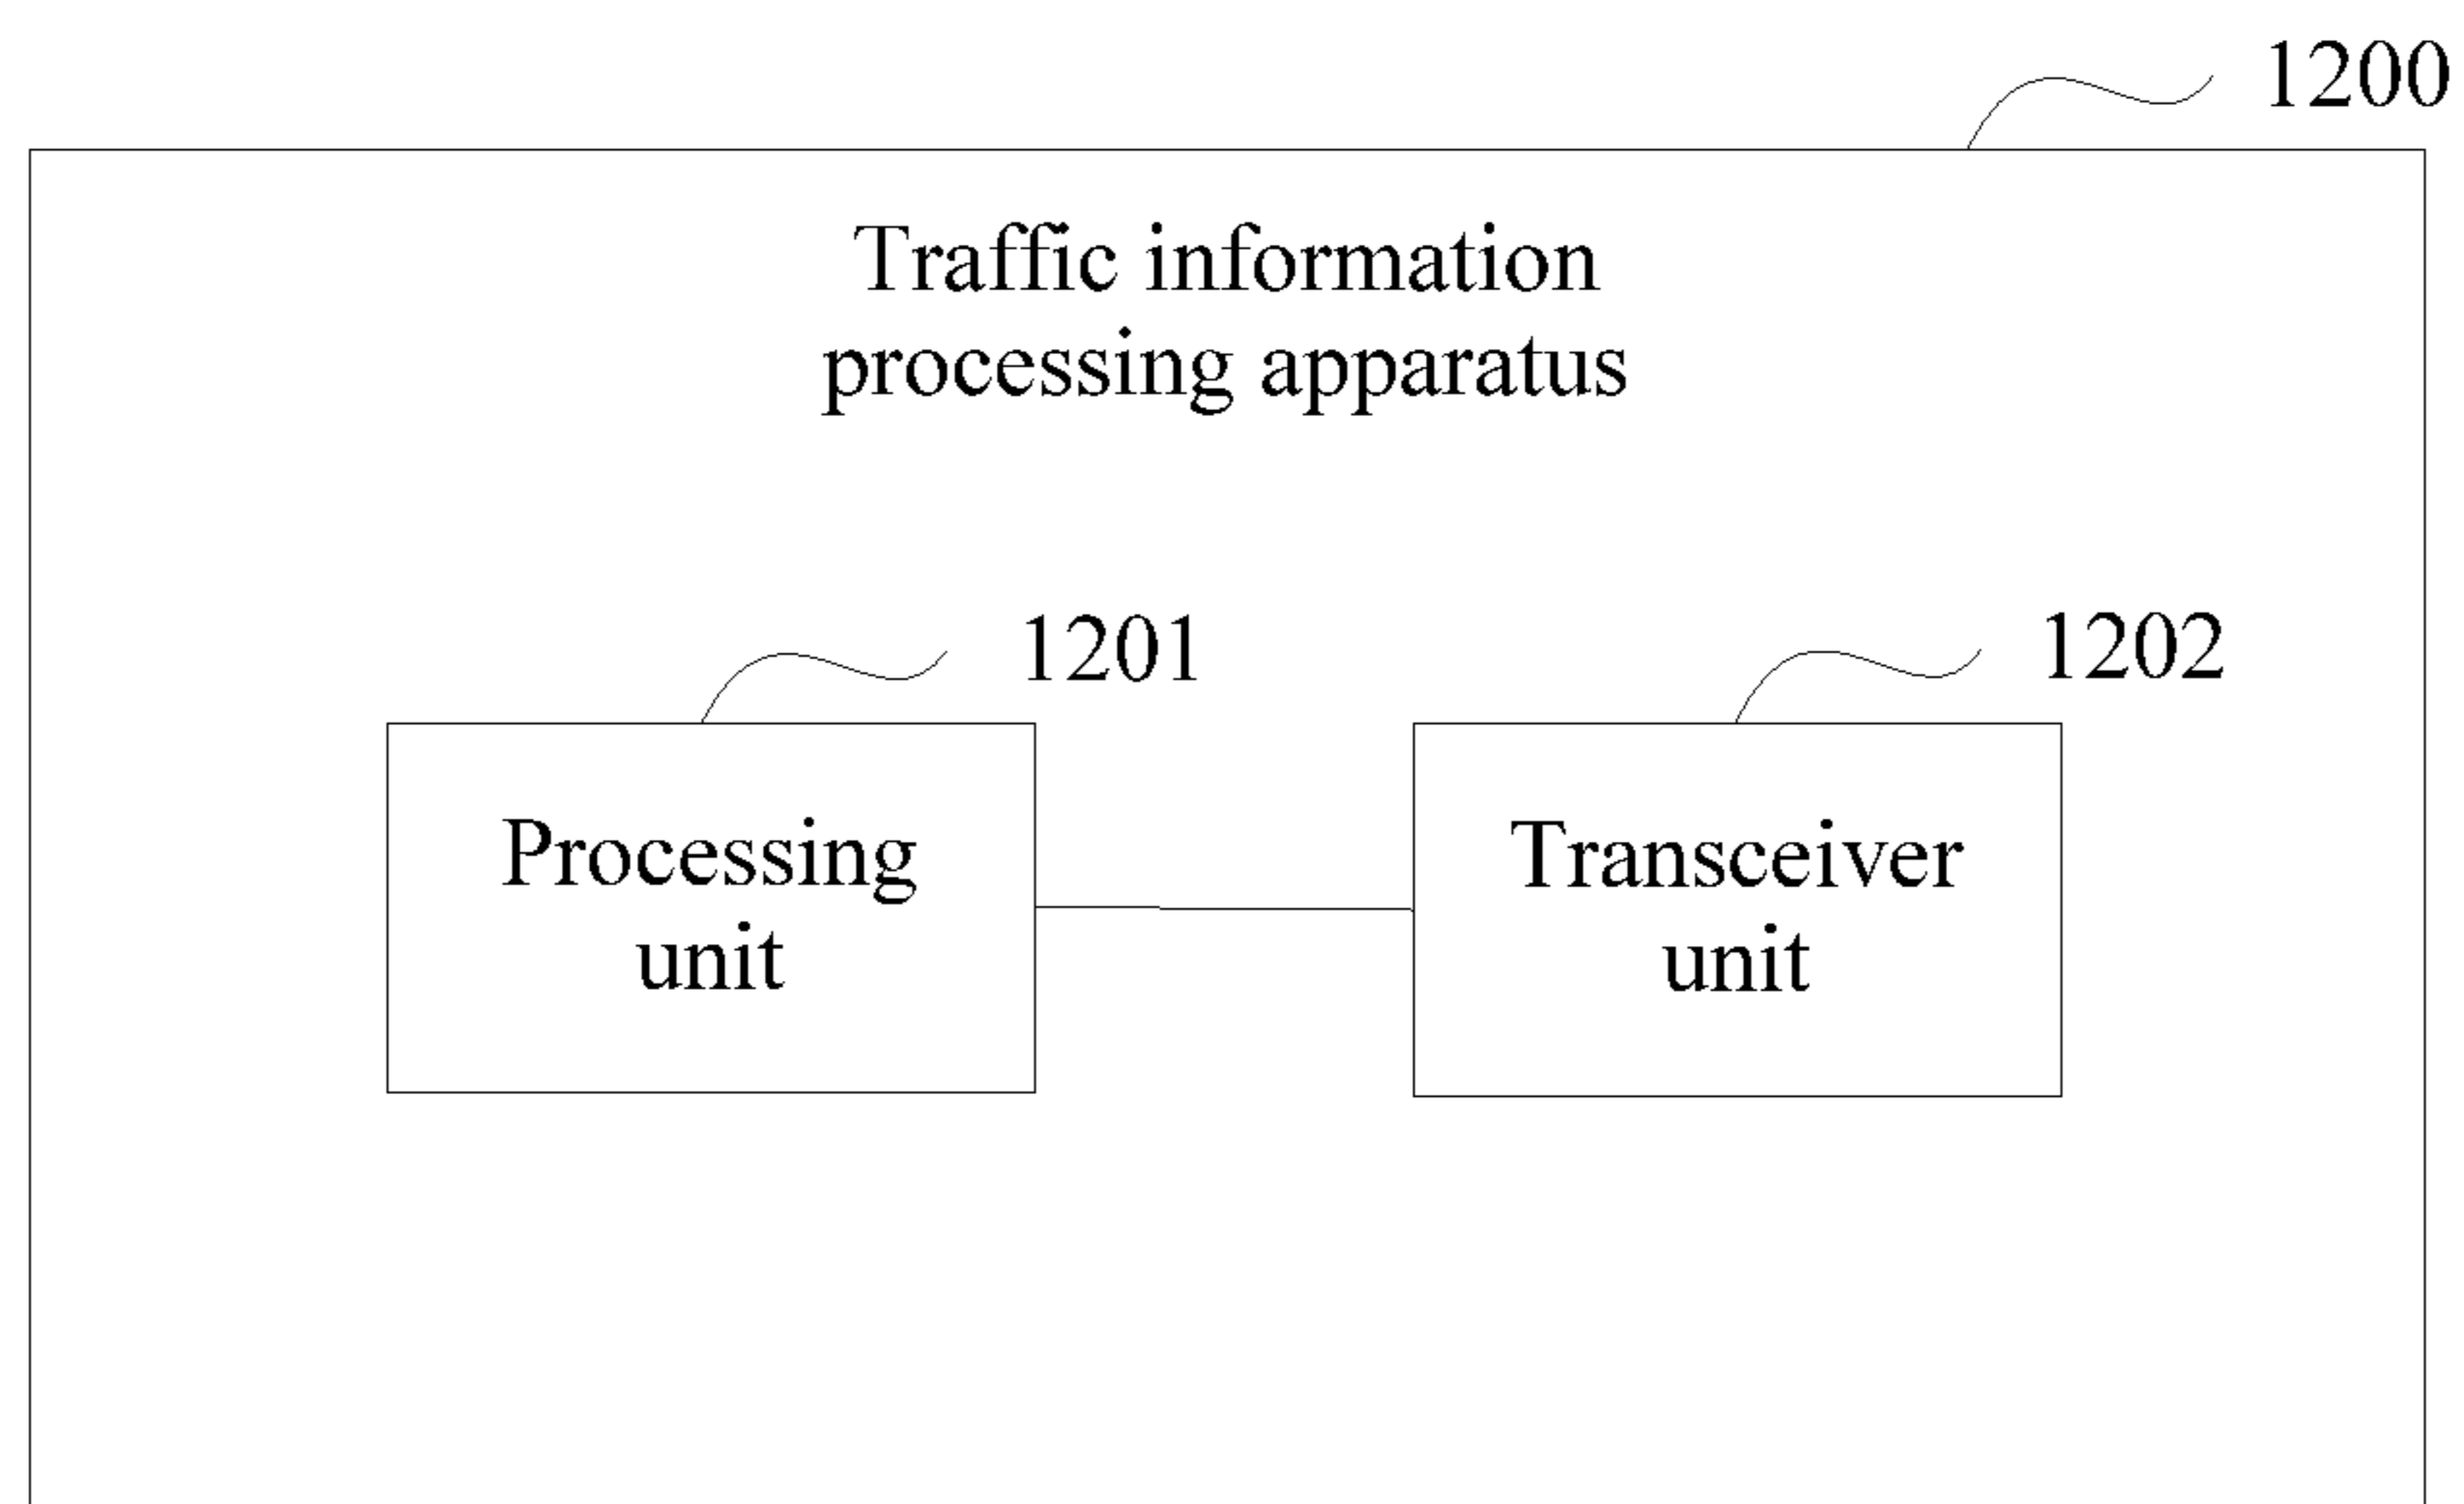 1200
Traffic information
processing apparatus
1201
1202
Processing
unit
Transceiver
unit